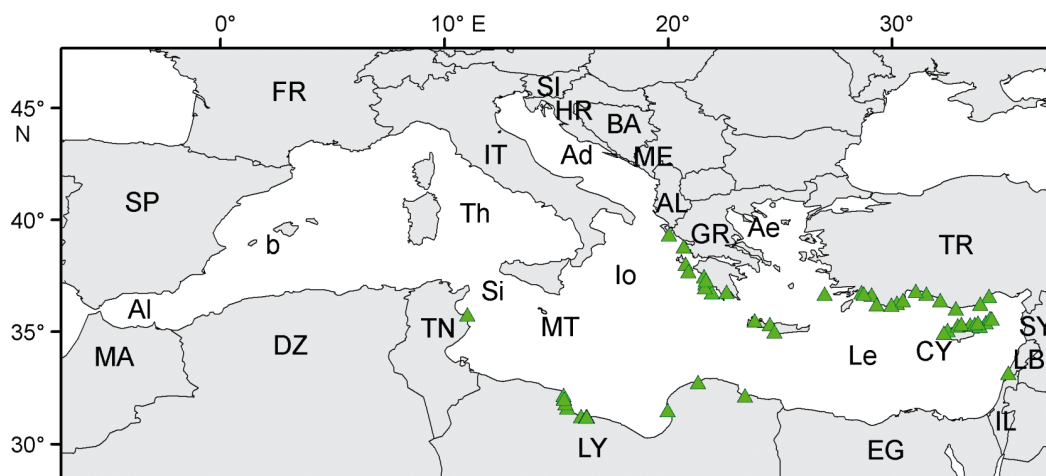 0° 10° E 20° 30°
45°
N
FR SI
HR
BA
IT Ad ME
40°
SP Th AL
GR Ae TR
b Io
Al Si
35°
MA DZ TN MT Le CY SY
LB
30°
LY EG IL